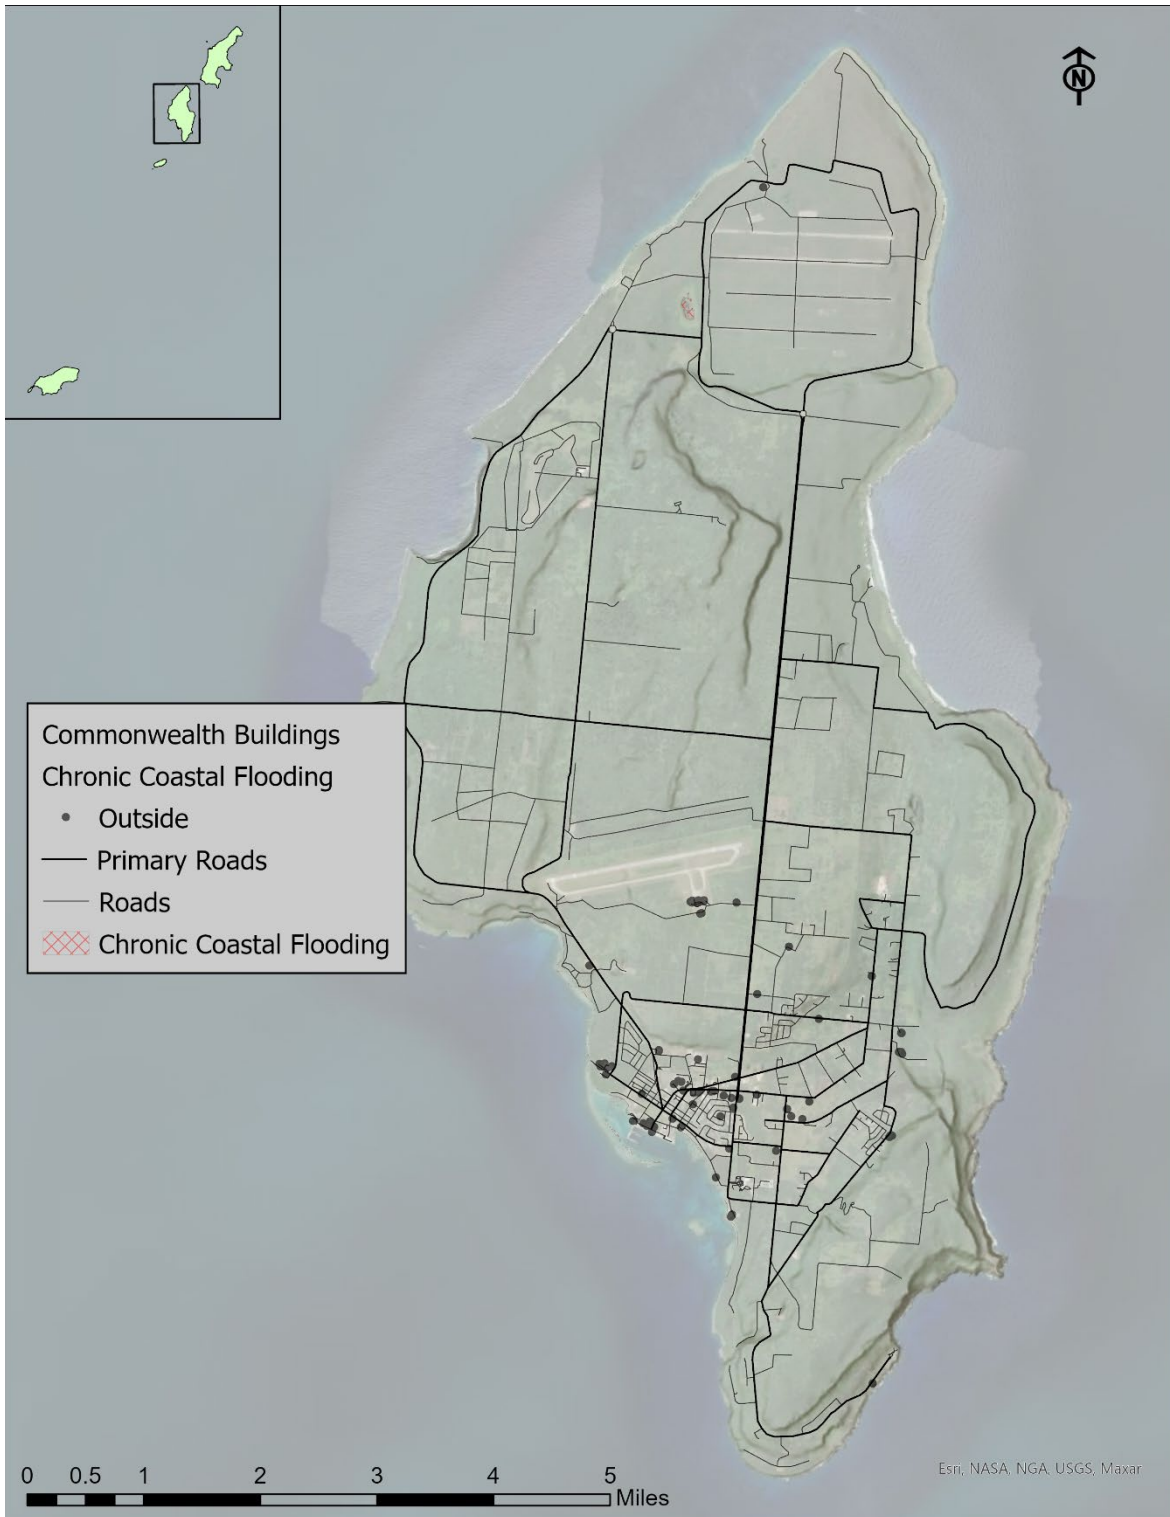 N
Commonwealth Buildings
Chronic Coastal Flooding
Outside
Primary Roads
Roads
Chronic Coastal Flooding
0 0.5 1 2 3 4 5
Miles
Esri, NASA, NGA, USGS, Maxar